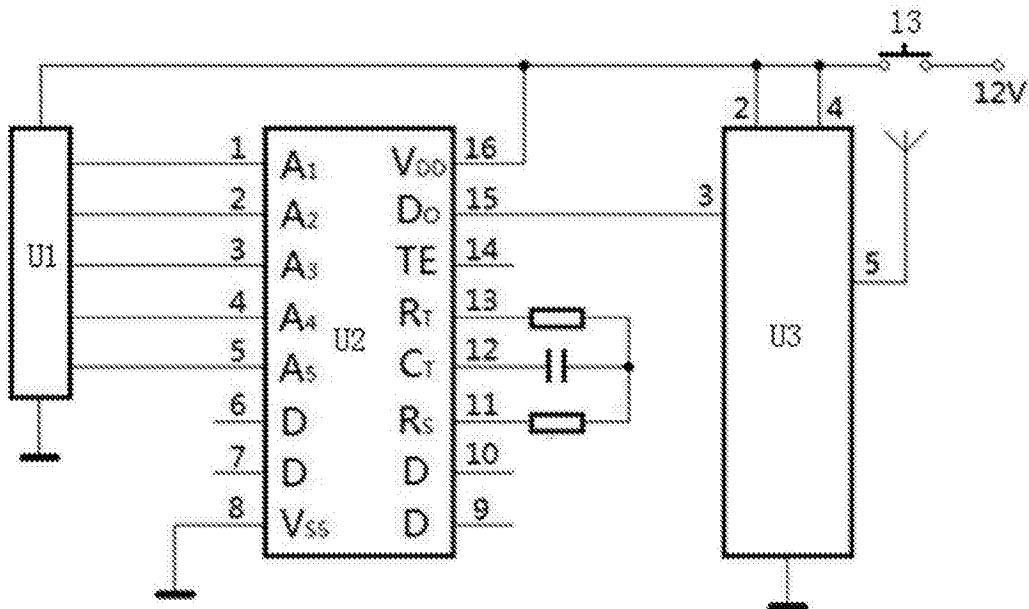 13
12V
2 4
1 A1 VDD 16
2 A2 DO 15 3
3 A3 TE 14
U1 5
4 A4 RT 13
U2 U3
5 A5 CT 12
6 D RS 11
7 D D 10
8 VSS D 9